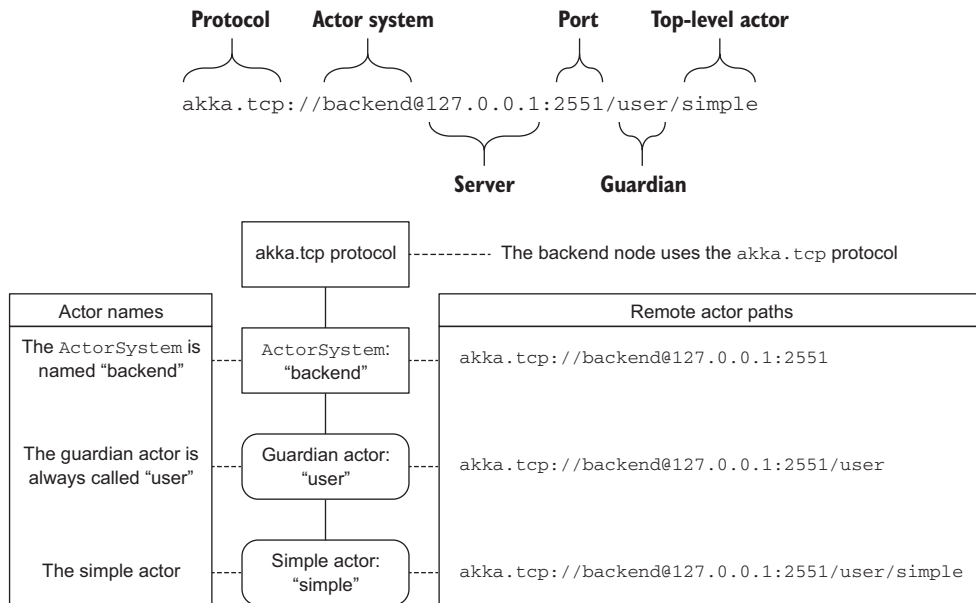 Protocol Actor system Port Top-level actor
akka.tcp://backend@127.0.0.1:2551/user/simple
Server Guardian
akka.tcp protocol The backend node uses the akka.tcp protocol
Actor names Remote actor paths
The ActorSystem is
named “backend”
ActorSystem:
“backend”
akka.tcp://backend@127.0.0.1:2551
The guardian actor is
always called “user”
Guardian actor:
“user”
akka.tcp://backend@127.0.0.1:2551/user
The simple actor
Simple actor:
“simple”
akka.tcp://backend@127.0.0.1:2551/user/simple